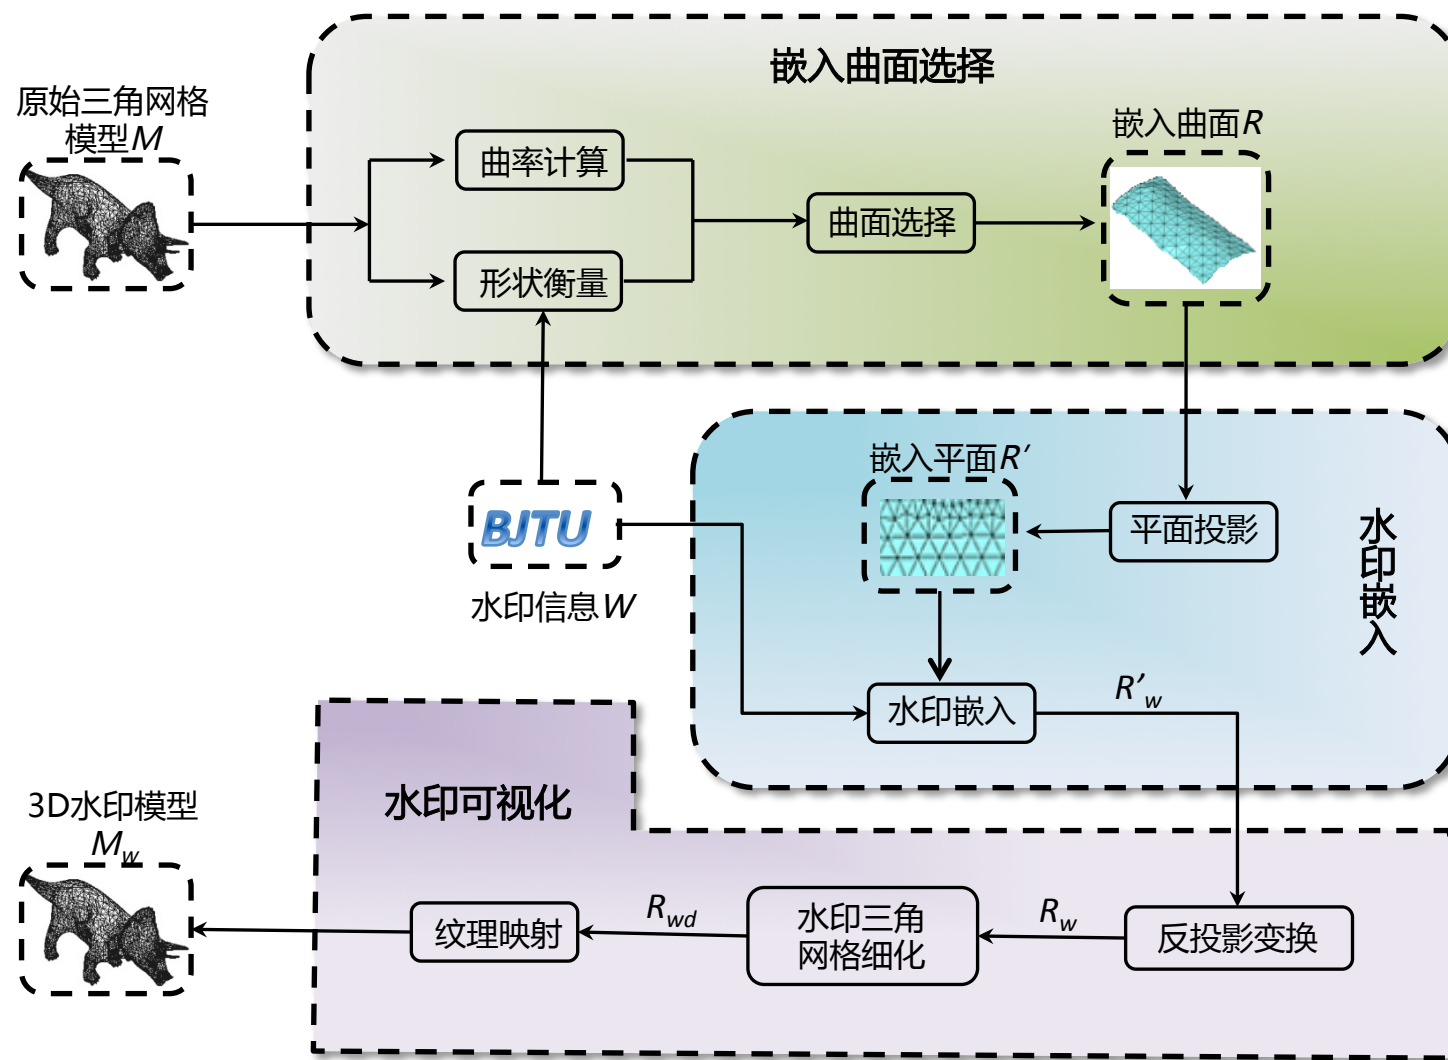 嵌入曲面选择
原始三角网格
模型M
嵌入曲面R
曲率计算
曲面选择
形状衡量
嵌入平面R'
BJTU
平面投影
水印嵌入
水印信息W
水印嵌入
R'w
水印可视化
3D水印模型
Mw
纹理映射
Rwd
水印三角
网格细化
Rw
反投影变换